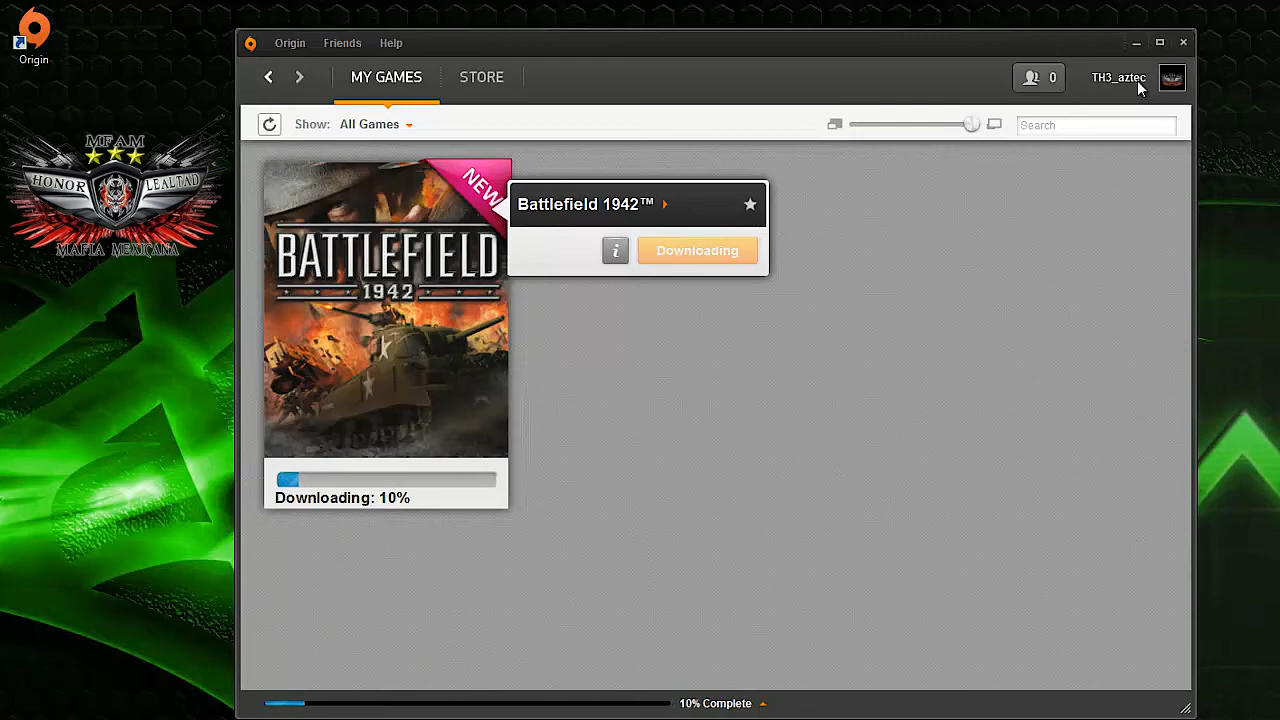 Origin
MFAM
HONOR LEALTAD
MAFIA MEXICANA
Origin Friends Help
MY GAMES STORE
0 TH3_aztec
Show: All Games
Search
NEW
BATTLEFIELD
1942
Battlefield 1942™
i Downloading
Downloading: 10%
10% Complete